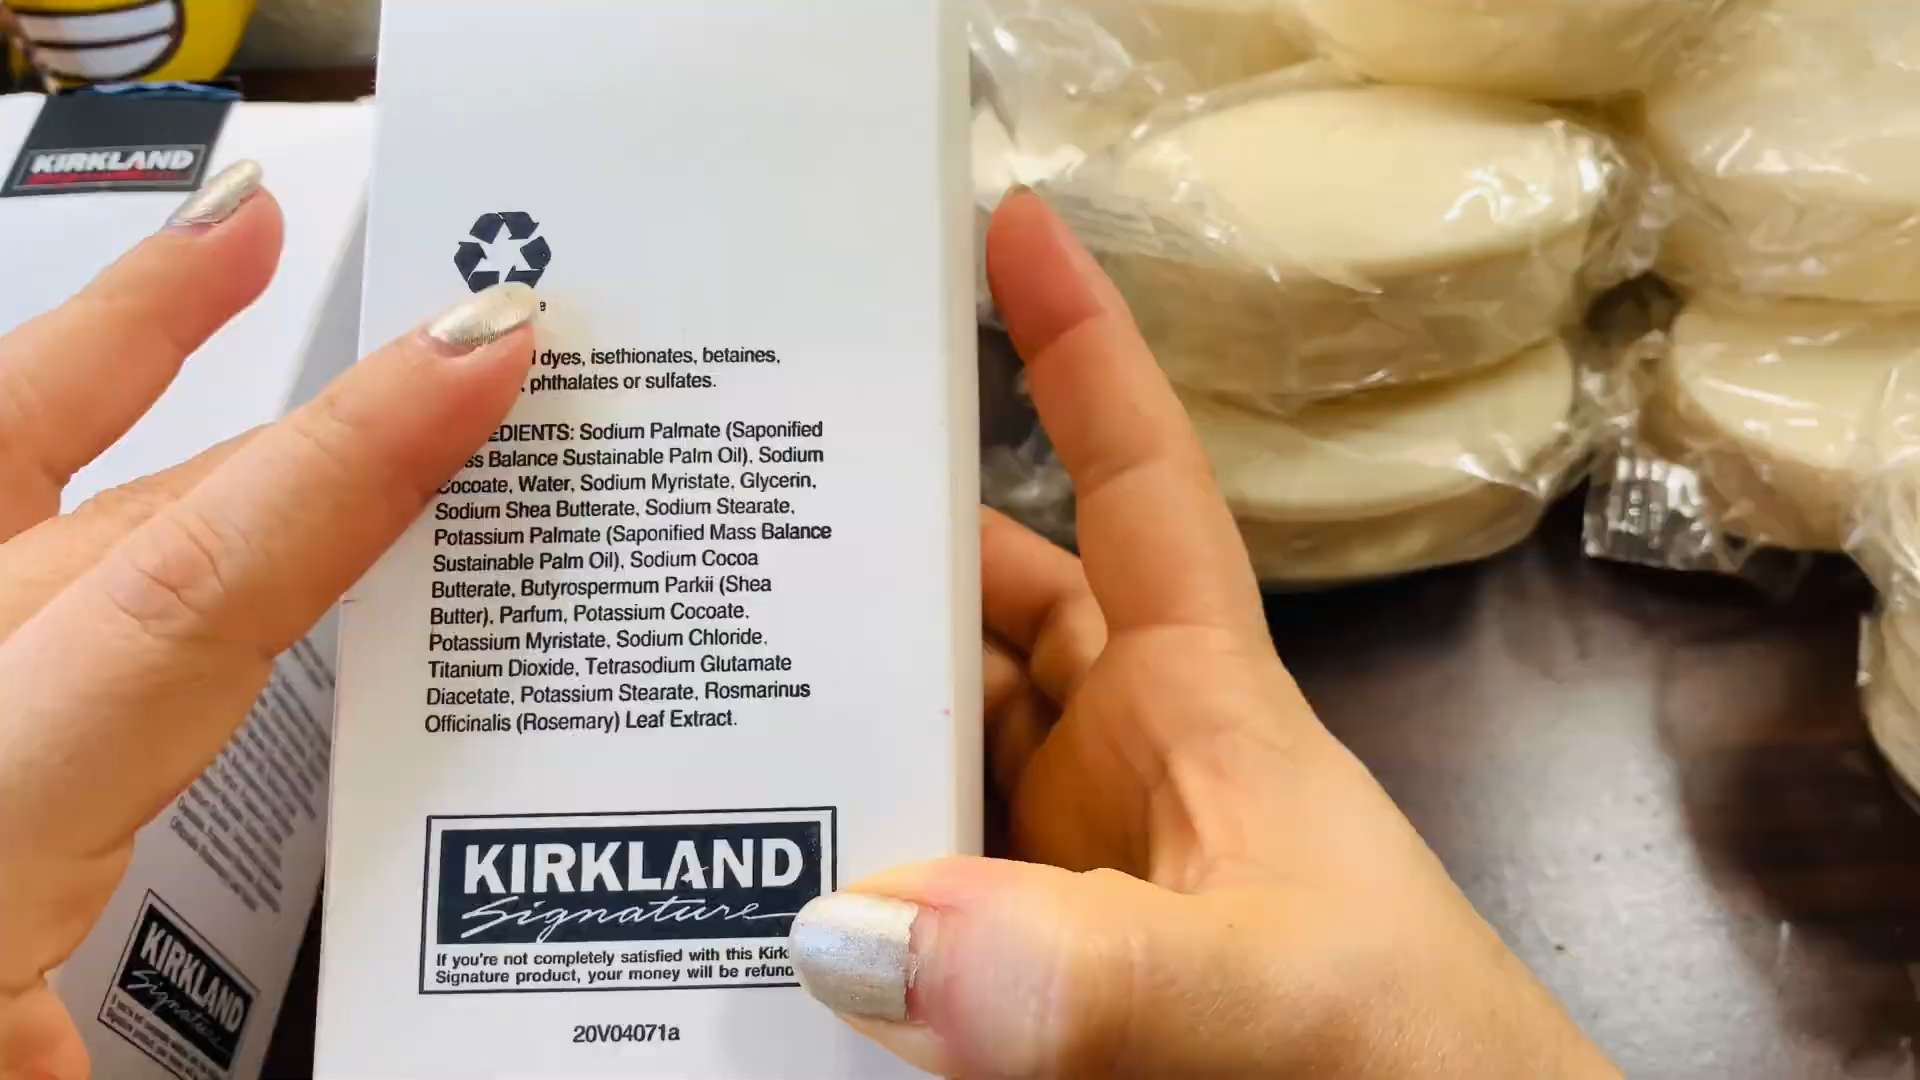 KIRKLAND
dyes, isethionates, betaines,
phthalates or sulfates.
Sodium Palmate (Saponified
Balance Sustainable Palm Oil), Sodium
Cocoate, Water, Sodium Myristate, Glycerin,
Sodium Shea Butterate, Sodium Stearate,
Potassium Palmate (Saponified Mass Balance
Sustainable Palm Oil), Sodium Cocoa
Butterate, Butyrospermum Parkii (Shea
Butter), Parfum, Potassium Cocoate,
Potassium Myristate, Sodium Chloride,
Titanium Dioxide, Tetrasodium Glutamate
Diacetate, Potassium Stearate, Rosmarinus
Officinalis (Rosemary) Leaf Extract.
KIRKLAND
Signature
If you're not completely satisfied with this
Signature product, your money will be
20V04071a
KIRKLAND
Signature